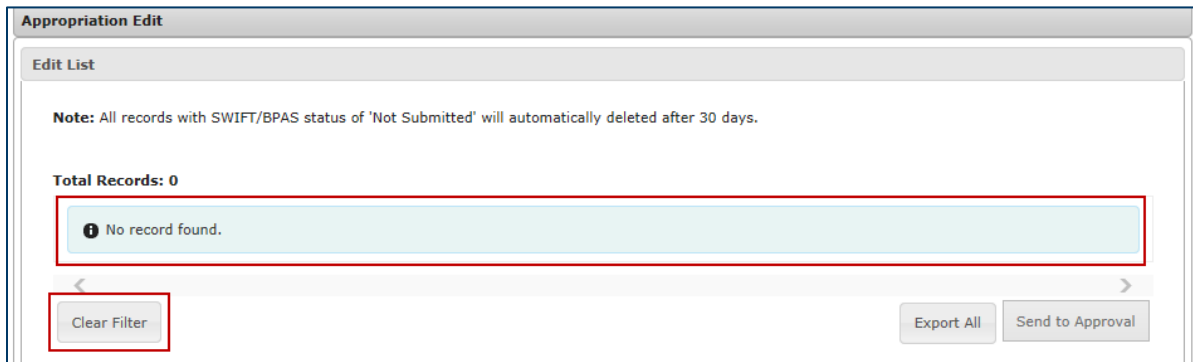 Appropriation Edit
Edit List
Note: All records with SWIFT/BPAS status of 'Not Submitted' will automatically deleted after 30 days.
Total Records: 0
No record found.
Clear Filter
Export All
Send to Approval